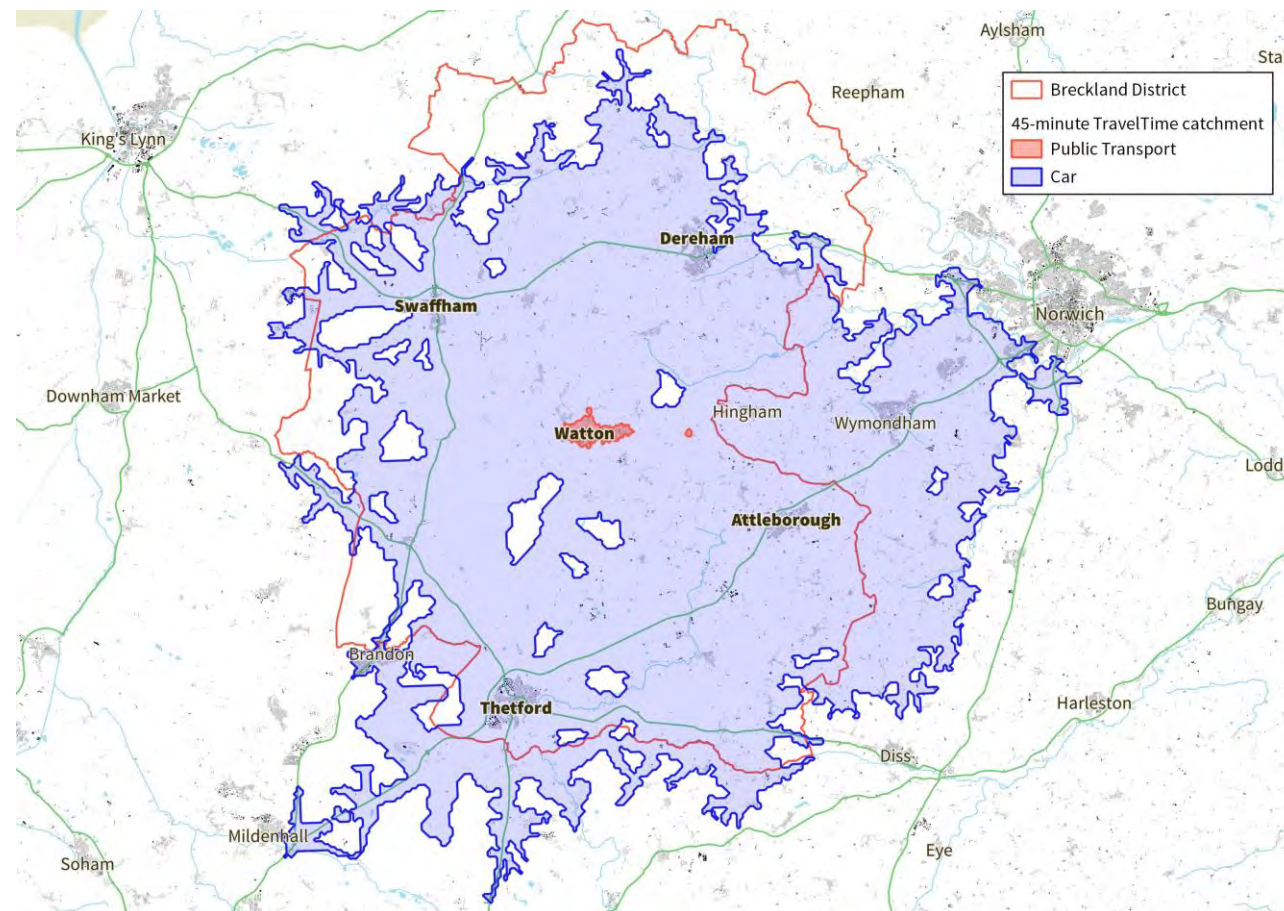 Aylsham
Sta
Reepham
Breckland District
45-minute TravelTime catchment
Public Transport
Car
King's Lynn
Dereham
Swaffham
Norwich
Downham Market
Hingham
Wymondham
Watton
Lodd
Attleborough
Bungay
Brandon
Thetford
Harleston
Diss
Mildenhall
Eye
Soham